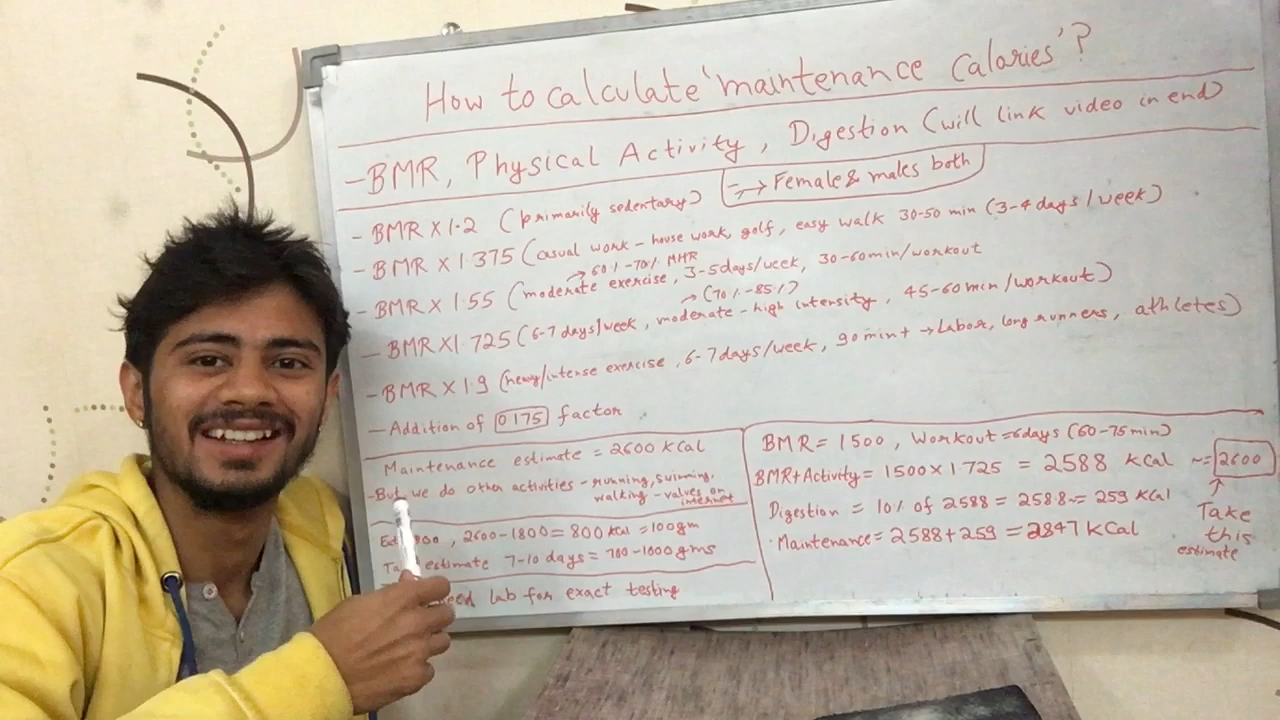 How to calculate 'maintenance calories'?
-BMR, Physical Activity, Digestion (will link video in end)
- BMR X 1.2 (primarily sedentary) => Female & males both
- BMR X 1.375 (casual work - house work, golf, easy walk 30-50 min (3-4 days / week)
→ 60% -70% MHR
- BMR X 1.55 (moderate exercise, 3-5days/week, 30-60min/workout
→ (70% - 85%)
- BMR X 1.725 (6-7 days/week, moderate - high intensity, 45-60min/workout)
- BMR X 1.9 (heavy/intense exercise, 6-7days/week, 90 min+ → Labor, long runners, athletes)
- Addition of 0.175 factor
Maintenance estimate = 2600 KCal
-But we do other activities - running, swimming,
walking - values on
internet
2600-1800 = 800 kcal = 100gm
estimate 7-10 days = 700-1000gms
lab for exact testing
BMR = 1500, Workout = 6days (60-75min)
BMR+Activity = 1500 x 1.725 = 2588 kcal ~= 2600
Digestion = 10% of 2588 = 258.8 ~= 259 KCal
Maintenance = 2588 + 259 = 2847 KCal
↑
Take
this
estimate